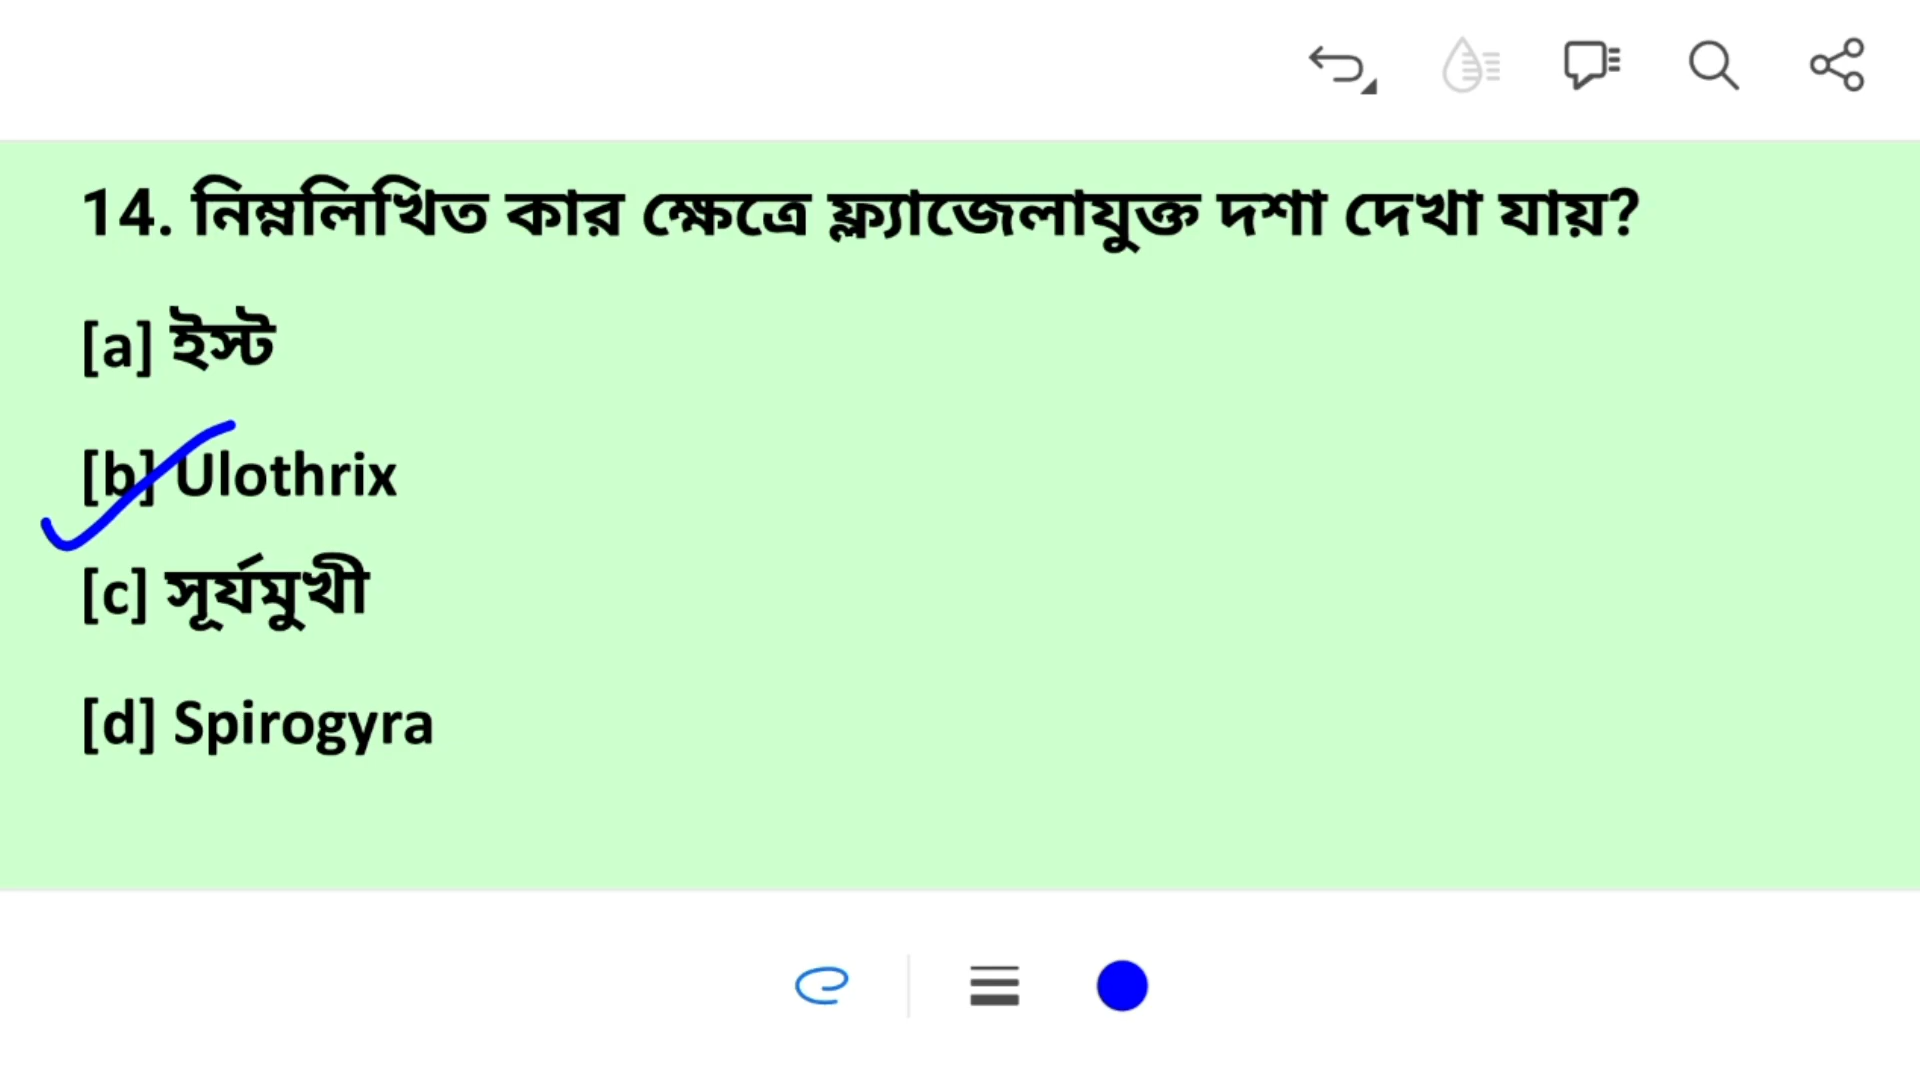 14. নিম্নলিখিত কার ক্ষেত্রে ফ্ল্যাজেলাযুক্ত দশা দেখা যায়?
[a] ইস্ট
[b] Ulothrix
[c] সূর্যমুখী
[d] Spirogyra